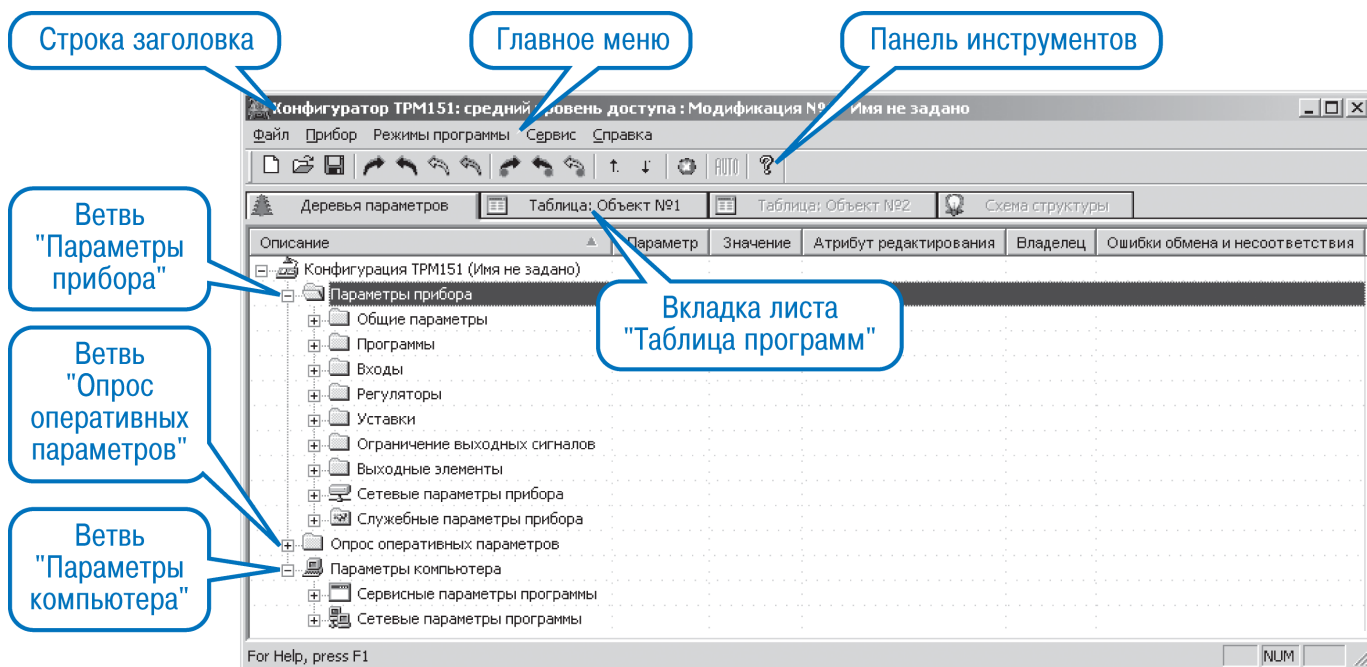 Строка заголовка
Главное меню
Панель инструментов
Конфигуратор ТРМ151: средний уровень доступа : Модификация Имя не задано
Файл Прибор Режимы программы Сервис Справка
AUTO
Деревья параметров
Таблица: Объект №1
Таблица: Объект №2
Схема структуры
Описание Параметр Значение Атрибут редактирования Владелец Ошибки обмена и несоответствия
Ветвь
"Параметры
прибора"
Конфигурация ТРМ151 (Имя не задано)
Параметры прибора
Общие параметры
Программы
Входы
Регуляторы
Уставки
Ограничение выходных сигналов
Выходные элементы
Сетевые параметры прибора
Служебные параметры прибора
Вкладка листа
"Таблица программ"
Ветвь
"Опрос
оперативных
параметров"
Опрос оперативных параметров
Ветвь
"Параметры
компьютера"
Параметры компьютера
Сервисные параметры программы
Сетевые параметры программы
For Help, press F1
NUM